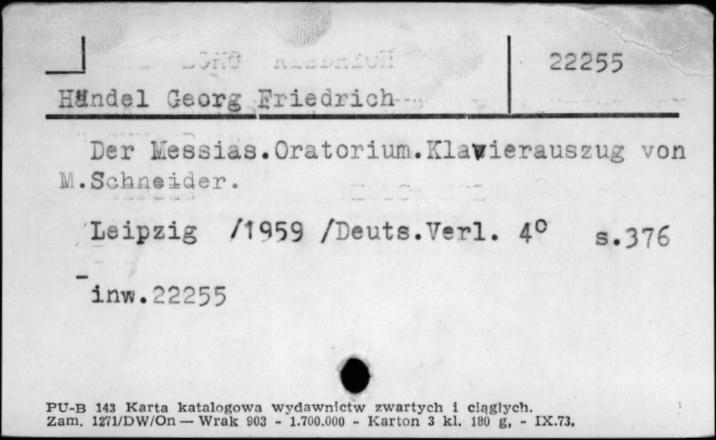 22255
Händel Georg Friedrich
Der Messias.Oratorium.Klavierauszug von
M.Schneider.
Leipzig /1959 /Deuts.Verl. 4° s.376
inw.22255
PU-B 143 Karta katalogowa wydawnictw zwartych i ciągłych.
Zam. 1271/DW/On — Wrak 903 - 1.700.000 - Karton 3 kl. 180 g, - IX.73.